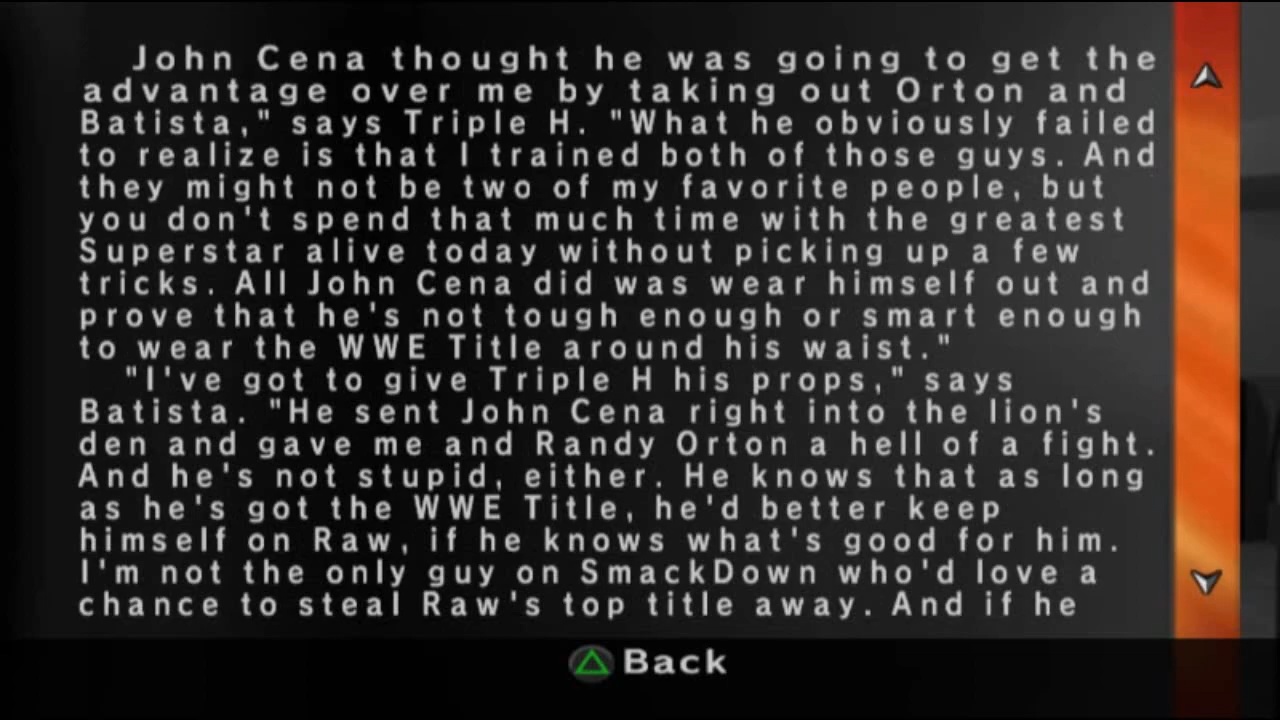 John Cena thought he was going to get the
advantage over me by taking out Orton and
Batista," says Triple H. "What he obviously failed
to realize is that I trained both of those guys. And
they might not be two of my favorite people, but
you don't spend that much time with the greatest
Superstar alive today without picking up a few
tricks. All John Cena did was wear himself out and
prove that he's not tough enough or smart enough
to wear the WWE Title around his waist."
"I've got to give Triple H his props," says
Batista. "He sent John Cena right into the lion's
den and gave me and Randy Orton a hell of a fight.
And he's not stupid, either. He knows that as long
as he's got the WWE Title, he'd better keep
himself on Raw, if he knows what's good for him.
I'm not the only guy on SmackDown who'd love a
chance to steal Raw's top title away. And if he
Back